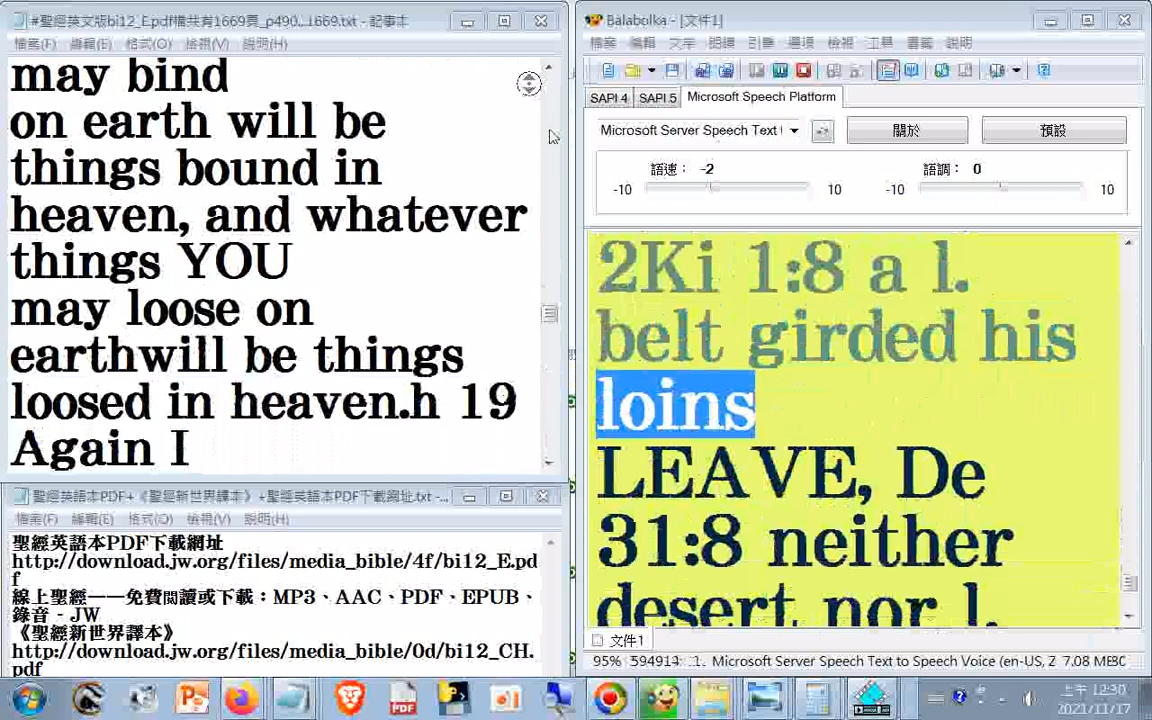 #聖經英文版bi12_E.pdf檔共有1669頁_p490...1669.txt - 記事本
檔案(F) 編輯(E) 格式(O) 檢視(V) 說明(H)
may bind
on earth will be
things bound in
heaven, and whatever
things YOU
may loose on
earthwill be things
loosed in heaven.h 19
Again I
聖經英語本PDF+《聖經新世界譯本》+聖經英語本PDF下載網址.txt - ...
檔案(F) 編輯(E) 格式(O) 檢視(V) 說明(H)
聖經英語本PDF下載網址
http://download.jw.org/files/media_bible/4f/bi12_E.pd
f
線上聖經——免費閱讀或下載：MP3、AAC、PDF、EPUB、
錄音 - JW
《聖經新世界譯本》
http://download.jw.org/files/media_bible/0d/bi12_CH.
pdf
Balabolka - [文件1]
檔案 編輯 文字 朗讀 引擎 選項 檢視 工具 書籤 說明
SAPI 4 SAPI 5 Microsoft Speech Platform
Microsoft Server Speech Text 關於 預設
語速： -2 語調： 0
-10 10 -10 10
2Ki 1:8 a l.
belt girded his
loins
LEAVE, De
31:8 neither
desert nor l.
文件1
95% Microsoft Server Speech Text to Speech Voice (en-US, Z 7.08 МБ
上午 12:30
2021/11/17